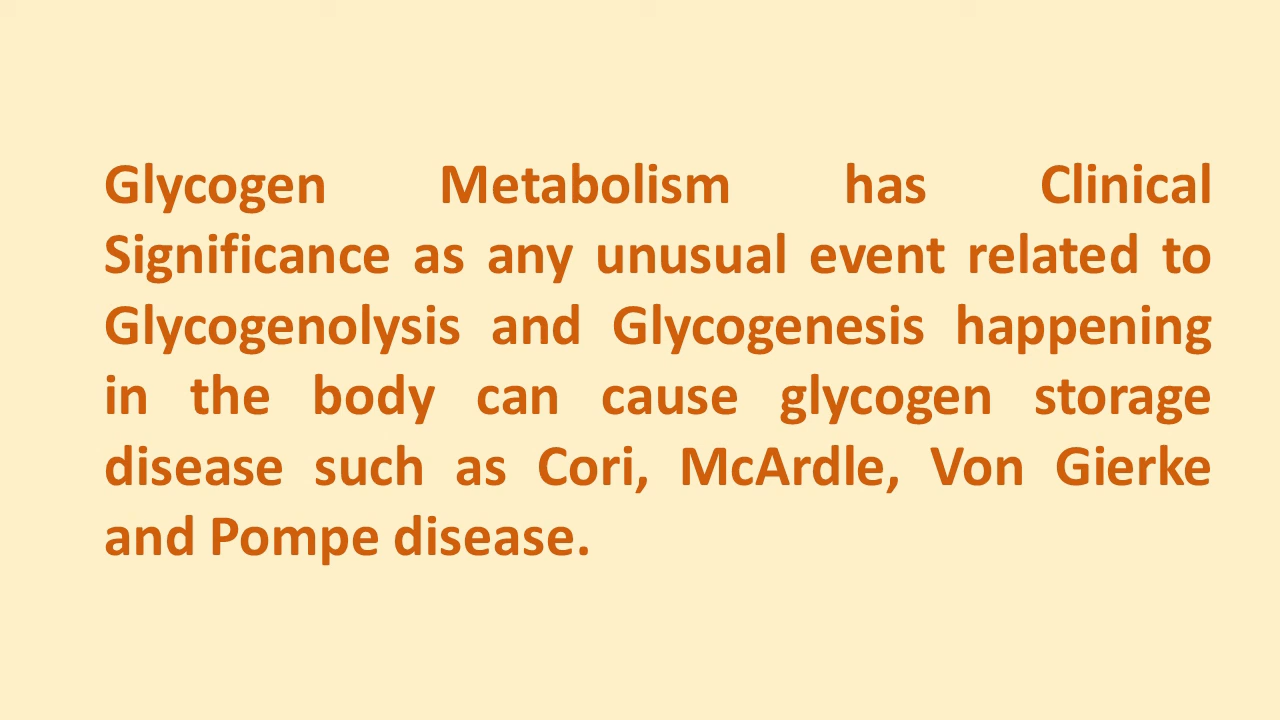 Glycogen Metabolism has Clinical
Significance as any unusual event related to
Glycogenolysis and Glycogenesis happening
in the body can cause glycogen storage
disease such as Cori, McArdle, Von Gierke
and Pompe disease.